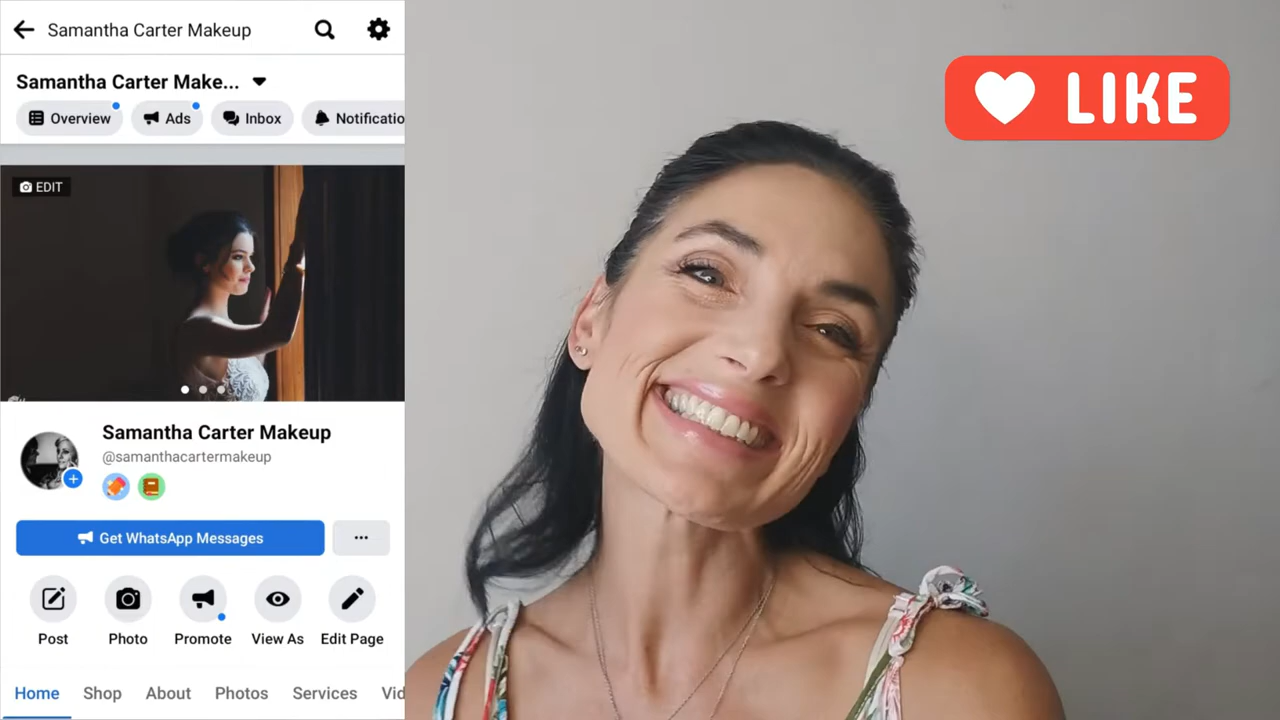 Samantha Carter Makeup
Samantha Carter Make...
Overview
Ads
Inbox
Notificatio
EDIT
Samantha Carter Makeup
@samanthacartermakeup
Get WhatsApp Messages
Post
Photo
Promote
View As
Edit Page
Home
Shop
About
Photos
Services
Vid
LIKE